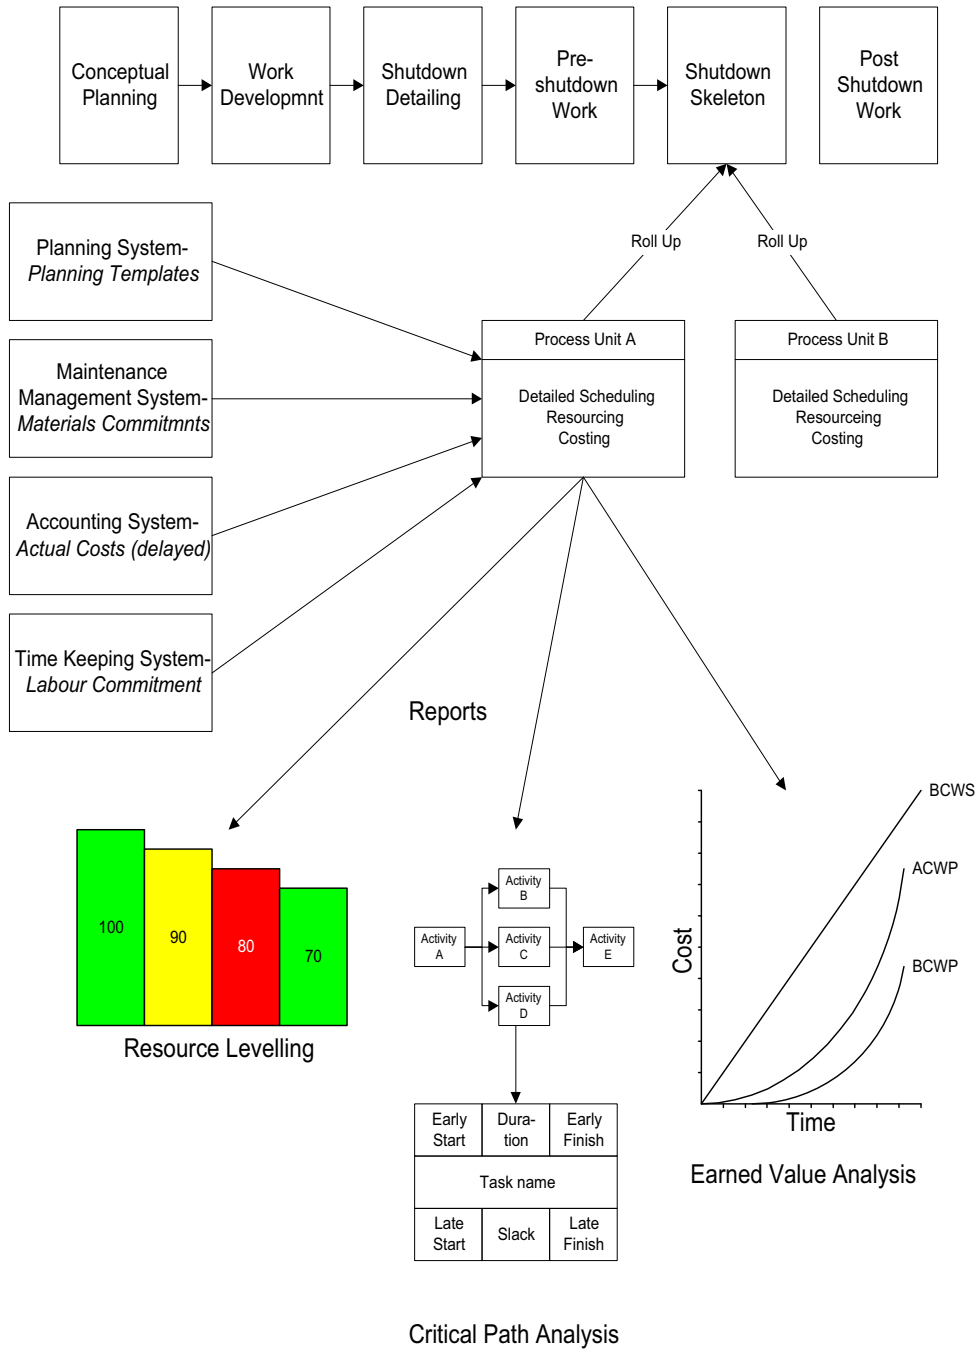 Conceptual
Planning
Work
Developmnt
Shutdown
Detailing
Pre-
shutdown
Work
Shutdown
Skeleton
Post
Shutdown
Work
Planning System-
Planning Templates
Maintenance
Management System-
Materials Commitmnts
Accounting System-
Actual Costs (delayed)
Time Keeping System-
Labour Commitment
Roll Up
Roll Up
Process Unit A
Detailed Scheduling
Resourcing
Costing
Process Unit B
Detailed Scheduling
Resourceing
Costing
Reports
100
90
80
70
Resource Levelling
Activity
A
Activity
B
Activity
C
Activity
D
Activity
E
Early
Start
Dura-
tion
Early
Finish
Task name
Late
Start
Slack
Late
Finish
Critical Path Analysis
BCWS
ACWP
BCWP
Cost
Time
Earned Value Analysis